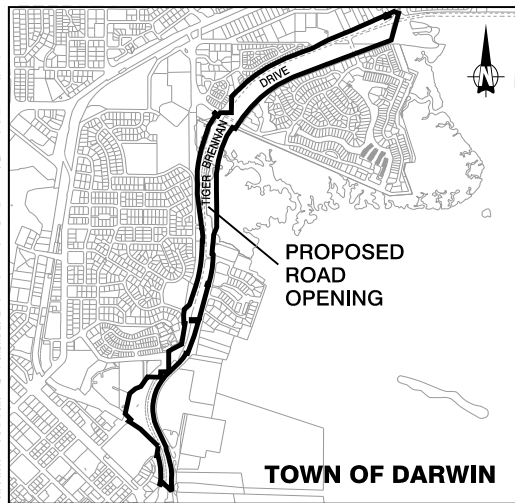 N
TIGER BRENNAN DRIVE
PROPOSED
ROAD
OPENING
TOWN OF DARWIN